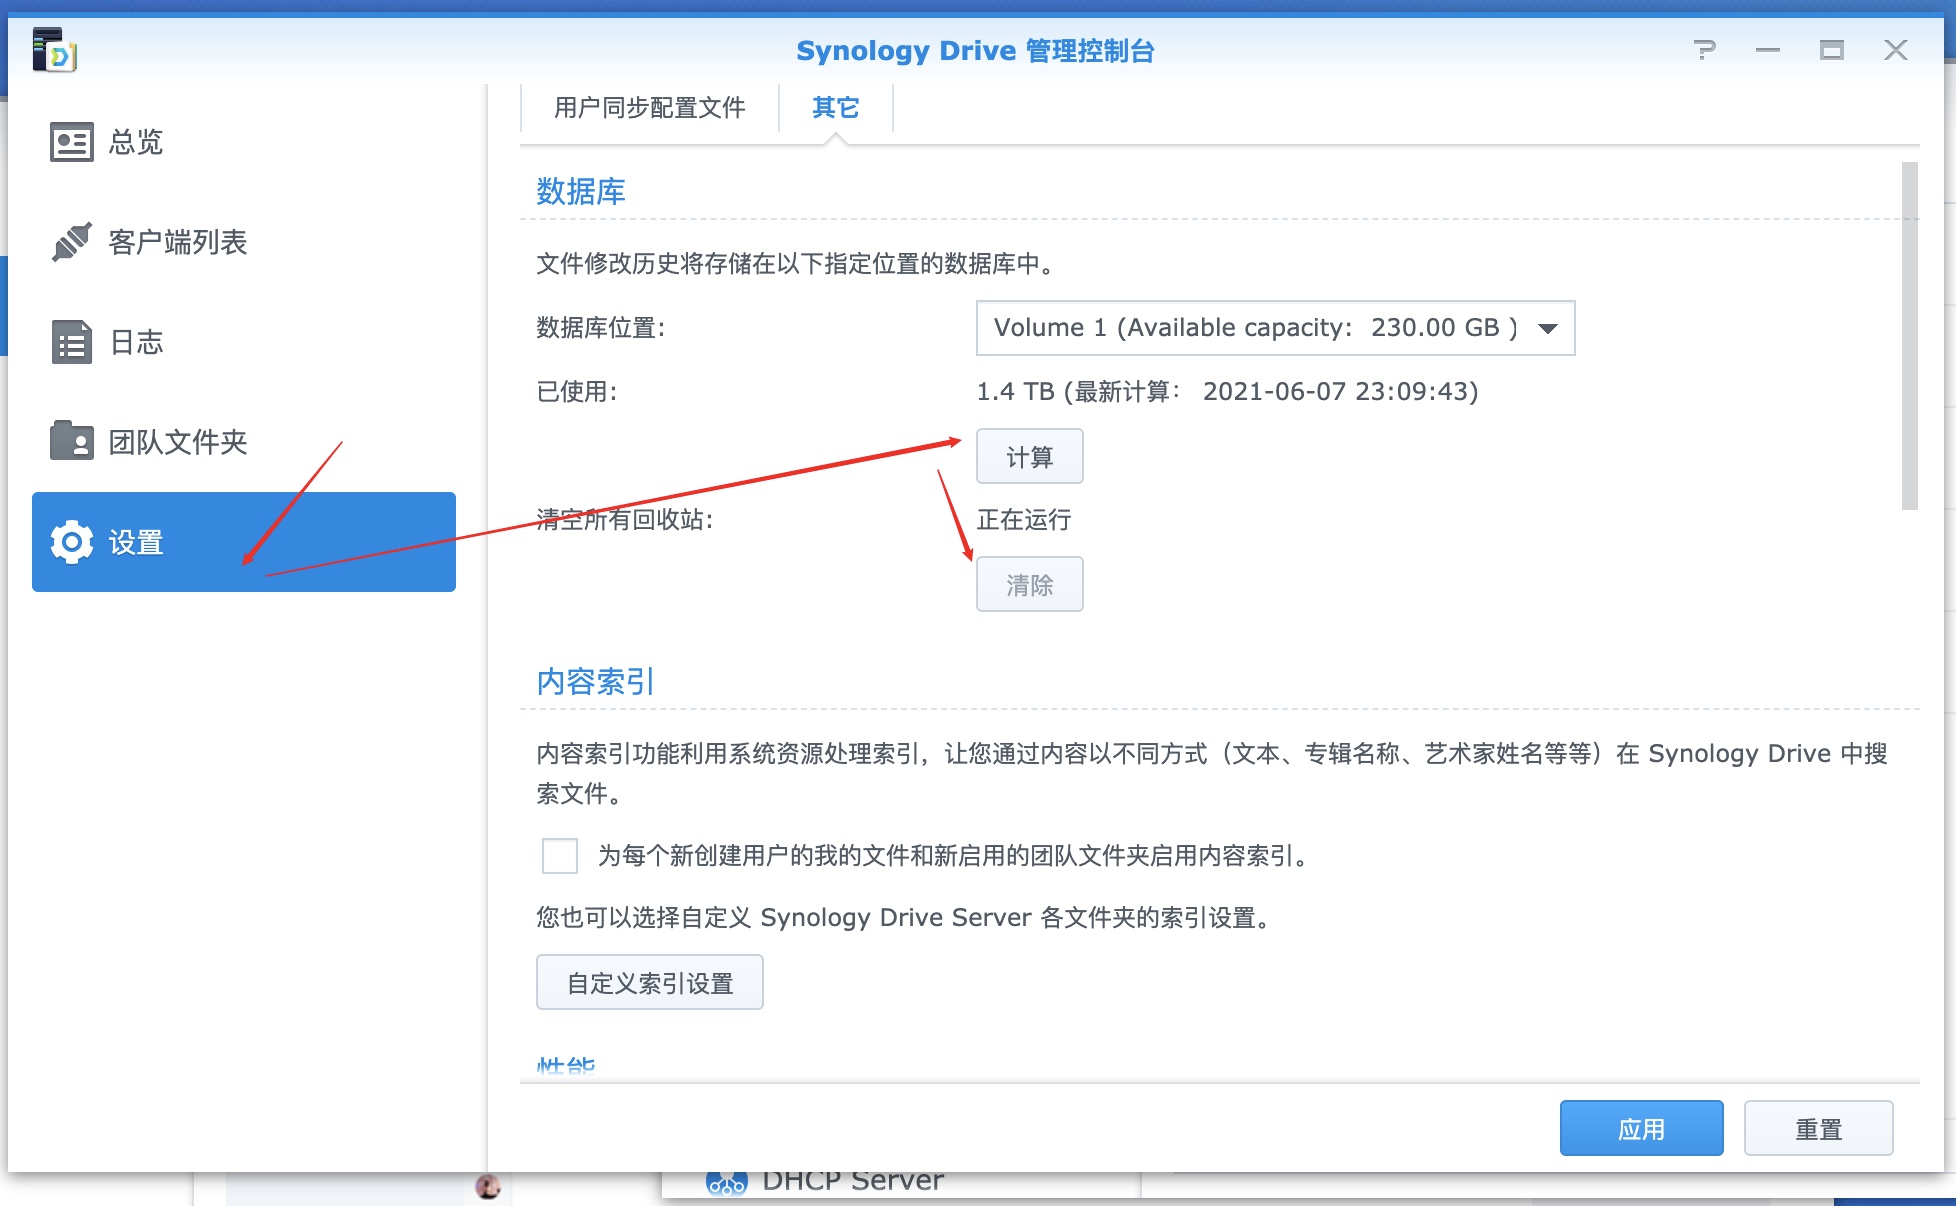 Synology Drive 管理控制台
总览
客户端列表
日志
团队文件夹
设置
用户同步配置文件
其它
数据库
文件修改历史将存储在以下指定位置的数据库中。
数据库位置:
Volume 1 (Available capacity: 230.00 GB )
已使用:
1.4 TB (最新计算: 2021-06-07 23:09:43)
计算
清空所有回收站:
正在运行
清除
内容索引
内容索引功能利用系统资源处理索引，让您通过内容以不同方式（文本、专辑名称、艺术家姓名等等）在 Synology Drive 中搜
索文件。
为每个新创建用户的我的文件和新启用的团队文件夹启用内容索引。
您也可以选择自定义 Synology Drive Server 各文件夹的索引设置。
自定义索引设置
性能
应用
重置
DHCP Server